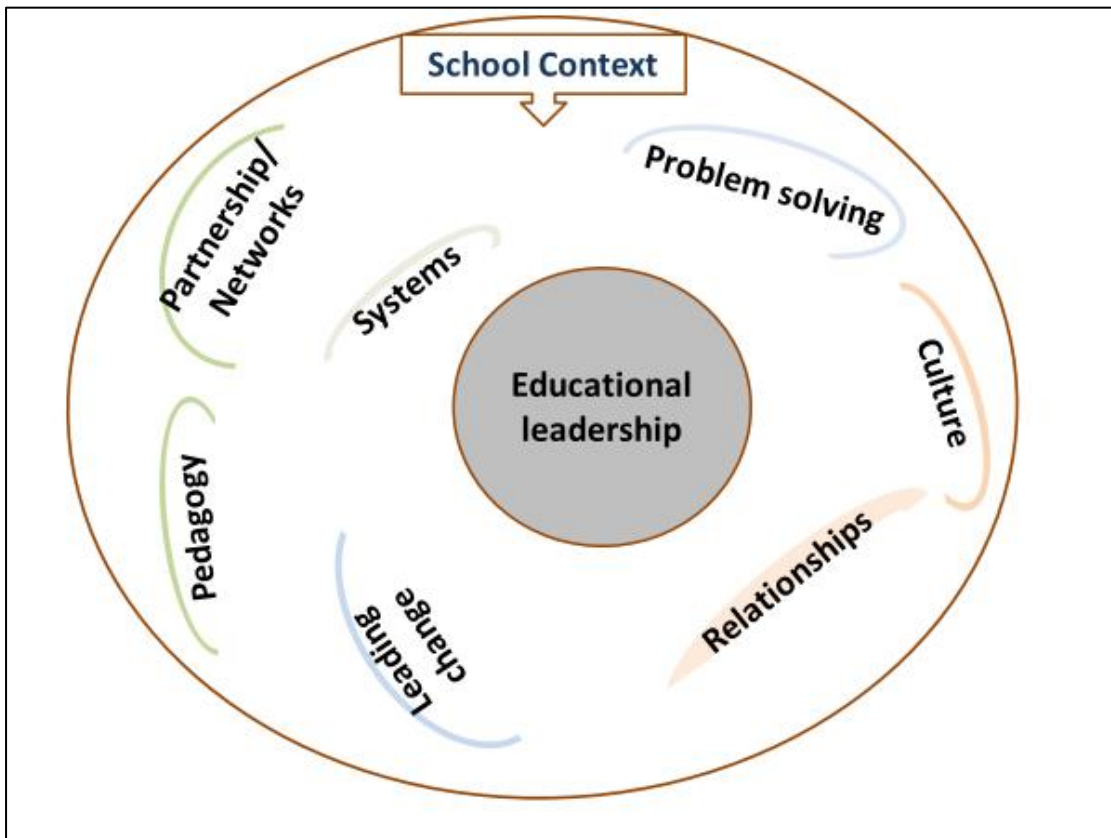 School Context
Partnership/
Networks
Problem solving
Systems
Culture
Educational
leadership
Pedagogy
Relationships
Leading
change